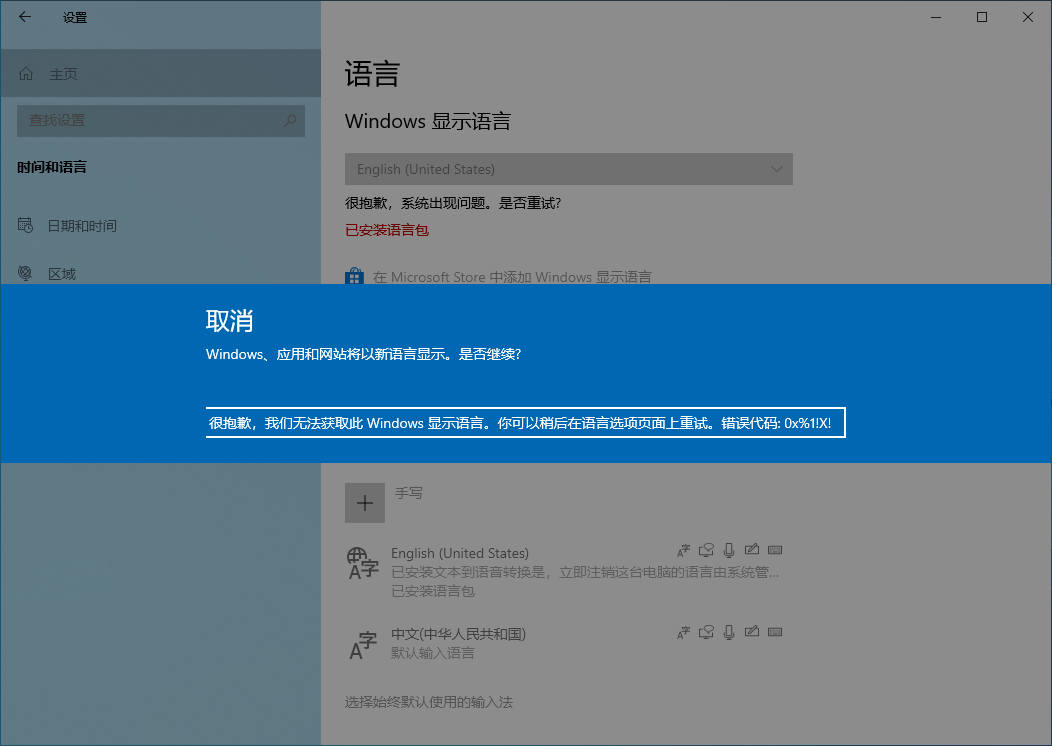 设置
主页
查找设置
时间和语言
日期和时间
区域
语言
Windows 显示语言
English (United States)
很抱歉，系统出现问题。是否重试?
已安装语言包
在 Microsoft Store 中添加 Windows 显示语言
取消
Windows、应用和网站将以新语言显示。是否继续?
很抱歉，我们无法获取此 Windows 显示语言。你可以稍后在语言选项页面上重试。错误代码: 0x%1!X!
手写
English (United States)
已安装文本到语音转换是，立即注销这台电脑的语言由系统管...
已安装语言包
中文(中华人民共和国)
默认输入语言
选择始终默认使用的输入法